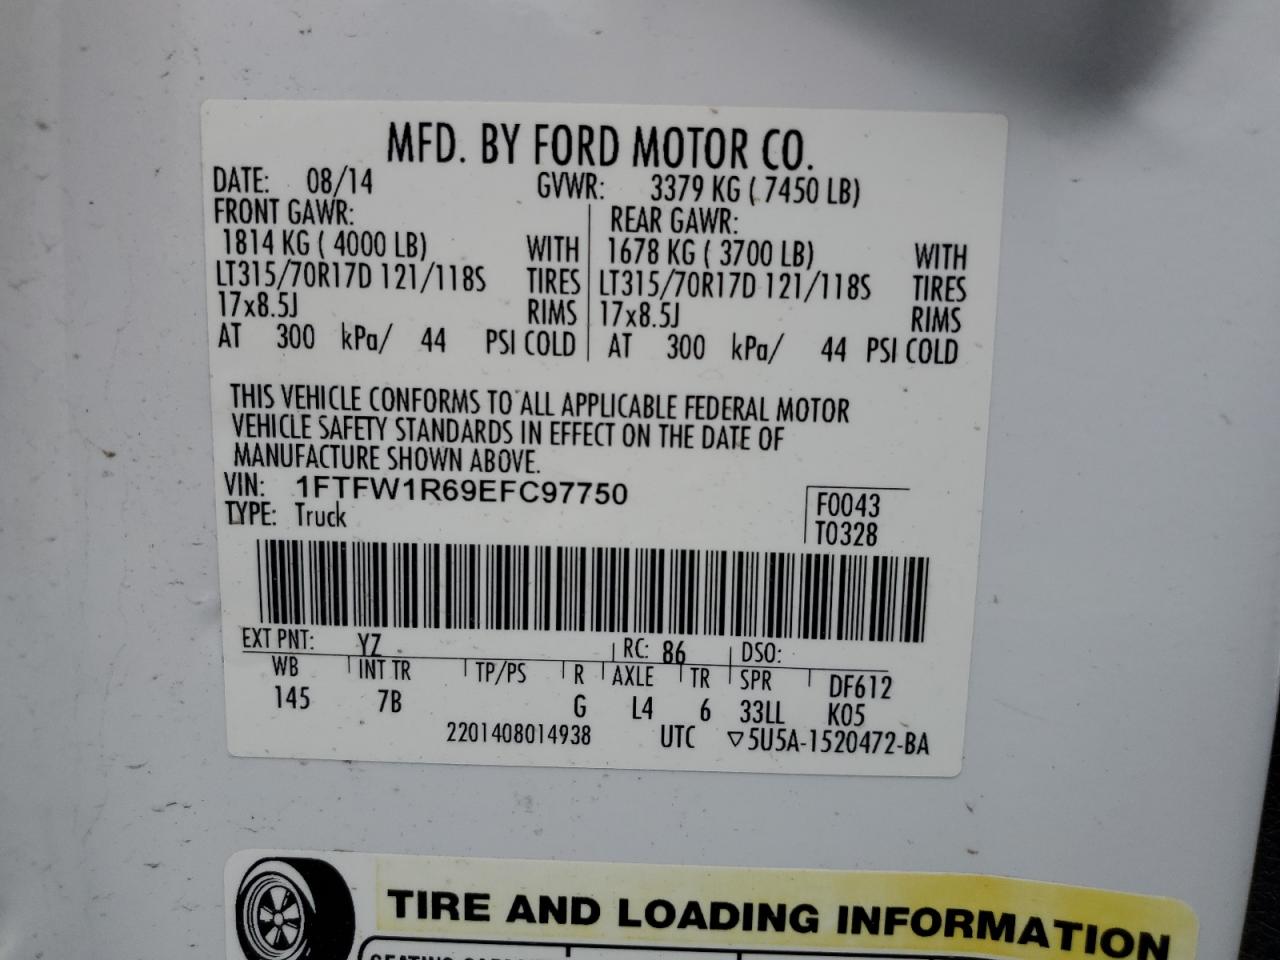 MFD. BY FORD MOTOR CO.
DATE: 08/14 GVWR: 3379 KG ( 7450 LB)
FRONT GAWR: REAR GAWR:
1814 KG ( 4000 LB) WITH 1678 KG ( 3700 LB) WITH
LT315/70R17D 121/118S TIRES LT315/70R17D 121/118S TIRES
17x8.5J RIMS 17x8.5J RIMS
AT 300 kPa/ 44 PSI COLD AT 300 kPa/ 44 PSI COLD
THIS VEHICLE CONFORMS TO ALL APPLICABLE FEDERAL MOTOR
VEHICLE SAFETY STANDARDS IN EFFECT ON THE DATE OF
MANUFACTURE SHOWN ABOVE.
VIN: 1FTFW1R69EFC97750 F0043
TYPE: Truck T0328
EXT PNT: YZ RC: 86 DSO:
WB INT TR TP/PS R AXLE TR SPR DF612
145 7B G L4 6 33LL K05
2201408014938 UTC ▽5U5A-1520472-BA
TIRE AND LOADING INFORMATION